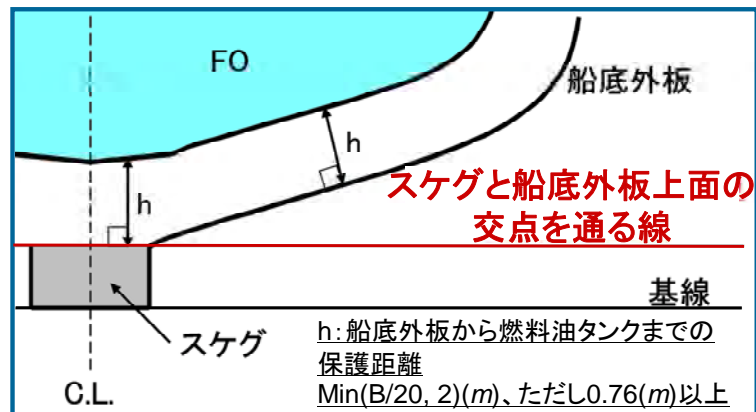 FO
船底外板
h
h
スケグと船底外板上面の
交点を通る線
基線
スケグ
h:船底外板から燃料油タンクまでの
保護距離
Min(B/20, 2)(m)、ただし0.76(m)以上
C.L.